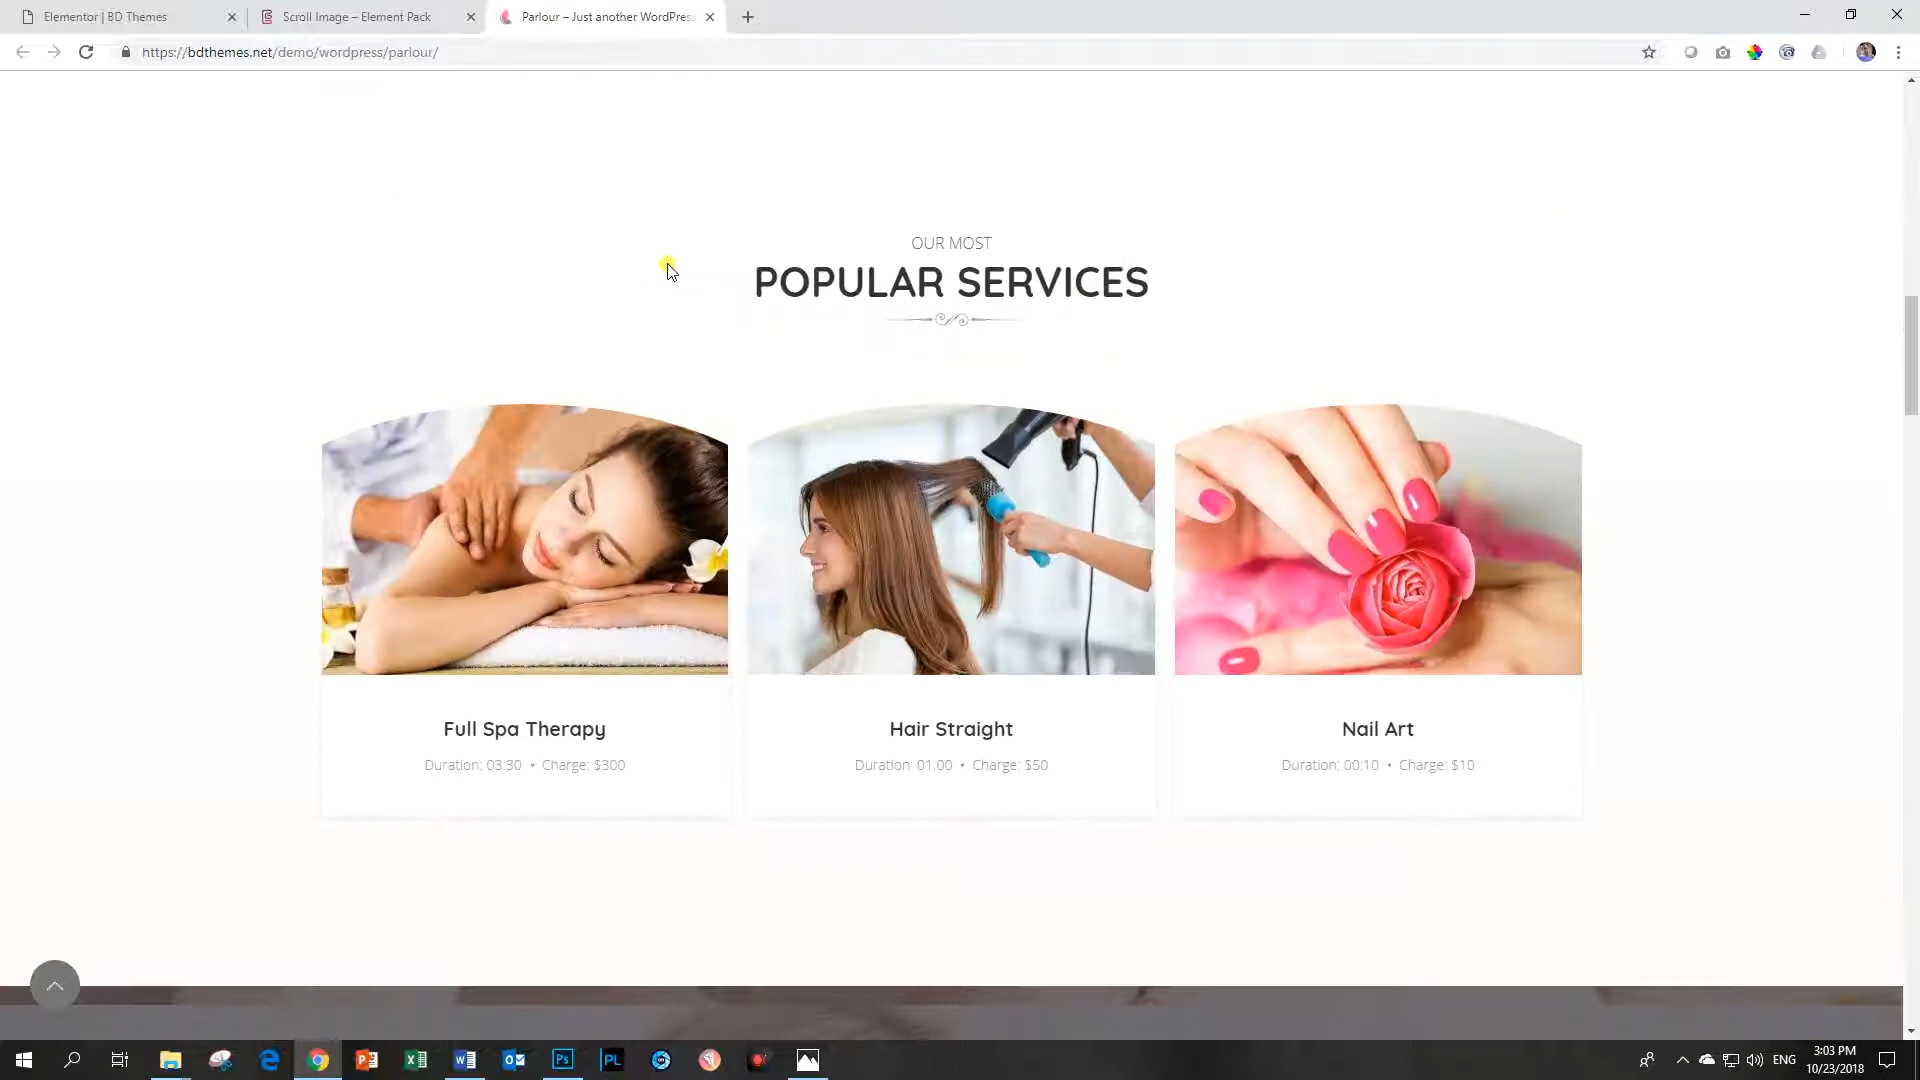 Elementor | BD Themes
Scroll Image – Element Pack
Parlour – Just another WordPres
https://bdthemes.net/demo/wordpress/parlour/
OUR MOST
POPULAR SERVICES
Full Spa Therapy
Duration: 03:30 • Charge: $300
Hair Straight
Duration: 01:00 • Charge: $50
Nail Art
Duration: 00:10 • Charge: $10
Ps
PL
ENG
3:03 PM
10/23/2018